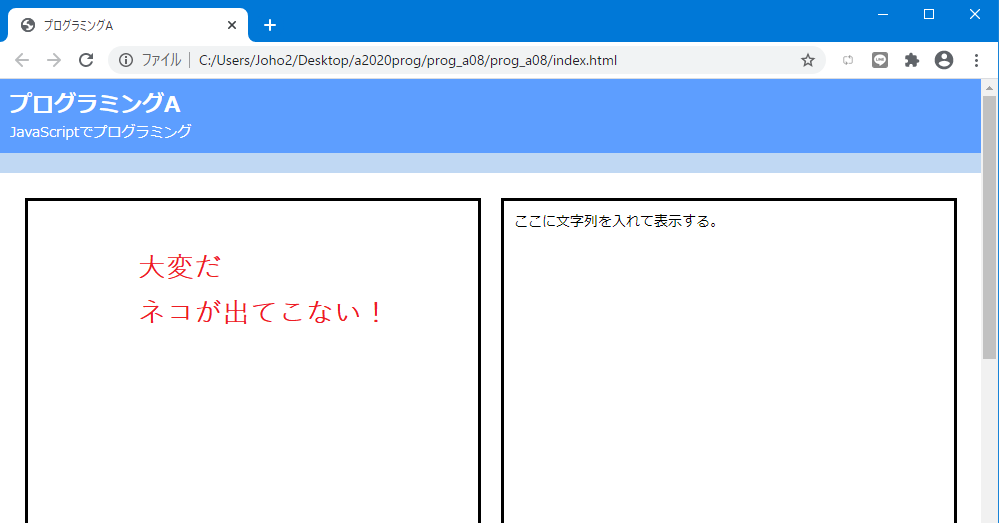 プログラミングA
ファイル
C:/Users/Joho2/Desktop/a2020prog/prog_a08/prog_a08/index.html
プログラミングA
JavaScriptでプログラミング
大変だ
ネコが出てこない！
ここに文字列を入れて表示する。